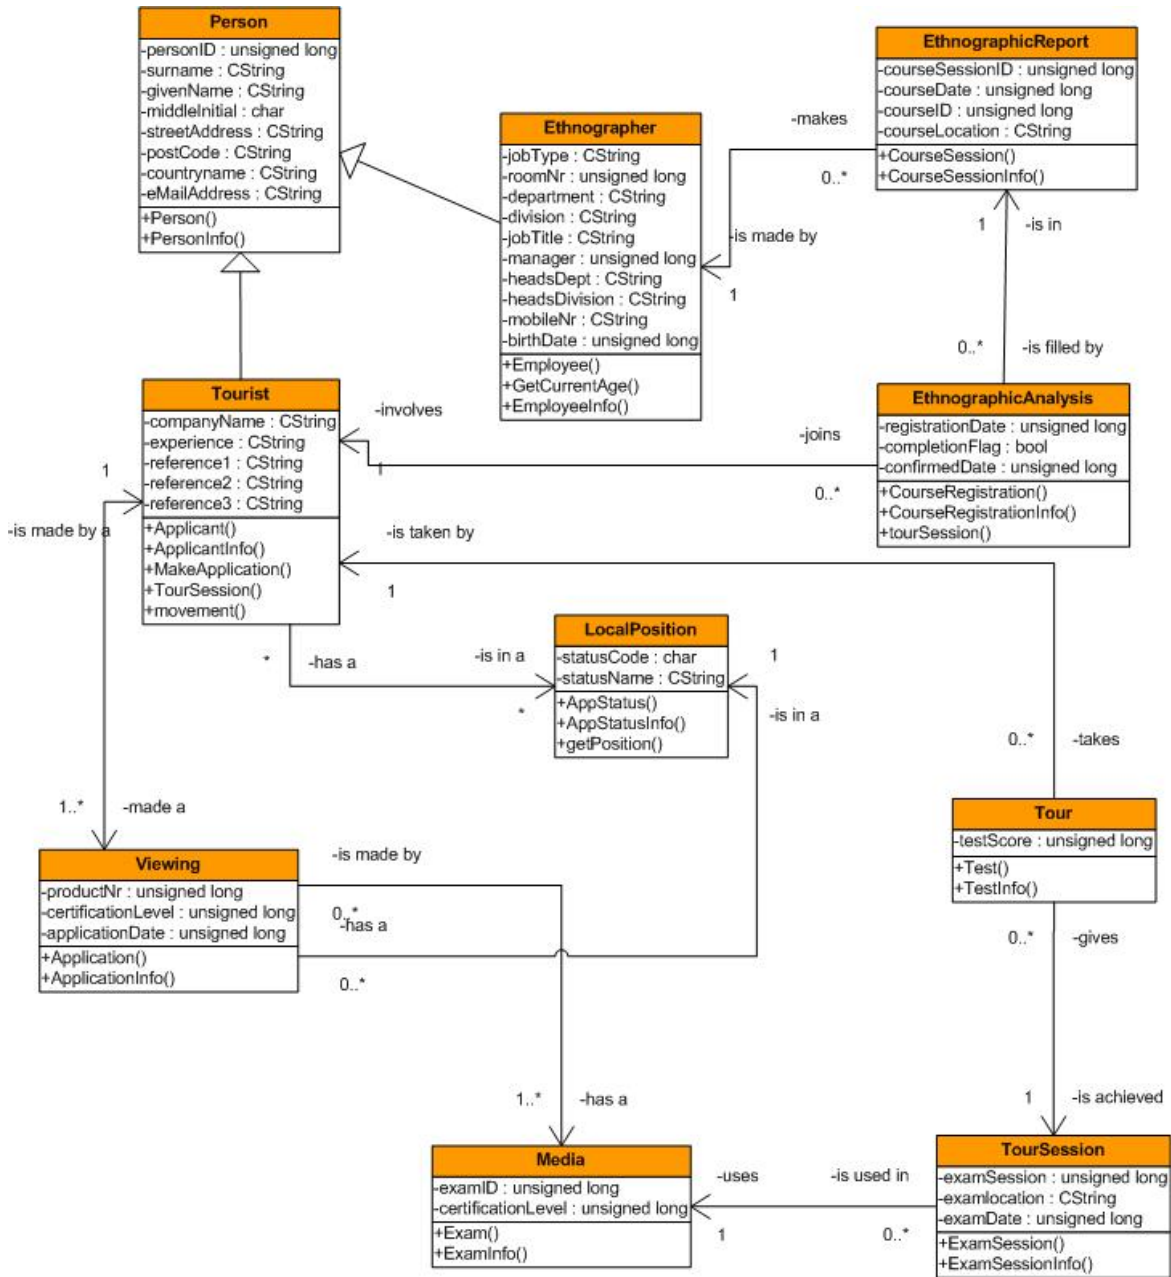 Person
-personID : unsigned long
-surname : CString
-givenName : CString
-middleInitial : char
-streetAddress : CString
-postCode : CString
-countryname : CString
-eMailAddress : CString
+Person()
+PersonInfo()
EthnographicReport
-courseSessionID : unsigned long
-courseDate : unsigned long
-courseID : unsigned long
-courseLocation : CString
+CourseSession()
+CourseSessionInfo()
Ethnographer
-jobType : CString
-roomNr : unsigned long
-department : CString
-division : CString
-jobTitle : CString
-manager : unsigned long
-headsDept : CString
-headsDivision : CString
-mobileNr : CString
-birthDate : unsigned long
+Employee()
+GetCurrentAge()
+EmployeeInfo()
-makes
0..*
-is made by
1
1
-is in
0..*
-is filled by
Tourist
-companyName : CString
-experience : CString
-reference1 : CString
-reference2 : CString
-reference3 : CString
+Applicant()
+ApplicantInfo()
+MakeApplication()
+TourSession()
+movement()
EthnographicAnalysis
-registrationDate : unsigned long
-completionFlag : bool
-confirmedDate : unsigned long
+CourseRegistration()
+CourseRegistrationInfo()
+tourSession()
-involves
1
-joins
0..*
1
-is made by a
-is taken by
1
LocalPosition
-statusCode : char
-statusName : CString
+AppStatus()
+AppStatusInfo()
+getPosition()
*
-has a
-is in a
*
1
-is in a
0..*
-takes
1..*
-made a
Tour
-testScore : unsigned long
+Test()
+TestInfo()
Viewing
-productNr : unsigned long
-certificationLevel : unsigned long
-applicationDate : unsigned long
+Application()
+ApplicationInfo()
-is made by
0..*
-has a
0..*
0..*
-gives
1..*
-has a
1
-is achieved
Media
-examID : unsigned long
-certificationLevel : unsigned long
+Exam()
+ExamInfo()
-uses
1
-is used in
0..*
TourSession
-examSession : unsigned long
-examlocation : CString
-examDate : unsigned long
+ExamSession()
+ExamSessionInfo()